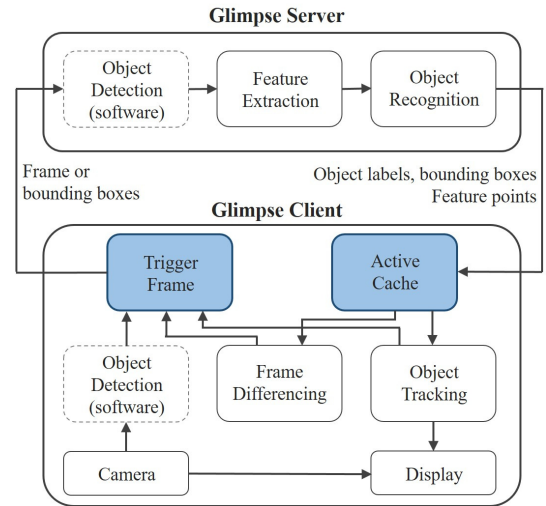 Glimpse Server
Object
Detection
(software)
Feature
Extraction
Object
Recognition
Frame or
bounding boxes
Object labels, bounding boxes
Feature points
Glimpse Client
Trigger
Frame
Active
Cache
Object
Detection
(software)
Frame
Differencing
Object
Tracking
Camera
Display